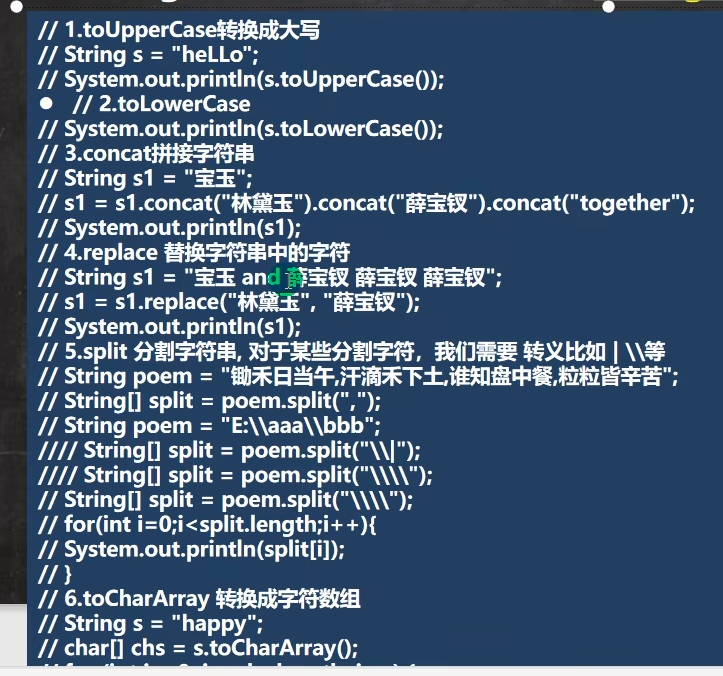 // 1.toUpperCase转换成大写
// String s = "heLLo";
// System.out.println(s.toUpperCase());
● // 2.toLowerCase
// System.out.println(s.toLowerCase());
// 3.concat拼接字符串
// String s1 = "宝玉";
// s1 = s1.concat("林黛玉").concat("薛宝钗").concat("together");
// System.out.println(s1);
// 4.replace 替换字符串中的字符
// String s1 = "宝玉 and 薛宝钗 薛宝钗 薛宝钗";
// s1 = s1.replace("林黛玉", "薛宝钗");
// System.out.println(s1);
// 5.split 分割字符串, 对于某些分割字符，我们需要 转义比如 | \\等
// String poem = "锄禾日当午,汗滴禾下土,谁知盘中餐,粒粒皆辛苦";
// String[] split = poem.split(",");
// String poem = "E:\\aaa\\bbb";
//// String[] split = poem.split("\\|");
//// String[] split = poem.split("\\\\");
// String[] split = poem.split("\\\\");
// for(int i=0;i<split.length;i++){
// System.out.println(split[i]);
// }
// 6.toCharArray 转换成字符数组
// String s = "happy";
// char[] chs = s.toCharArray();